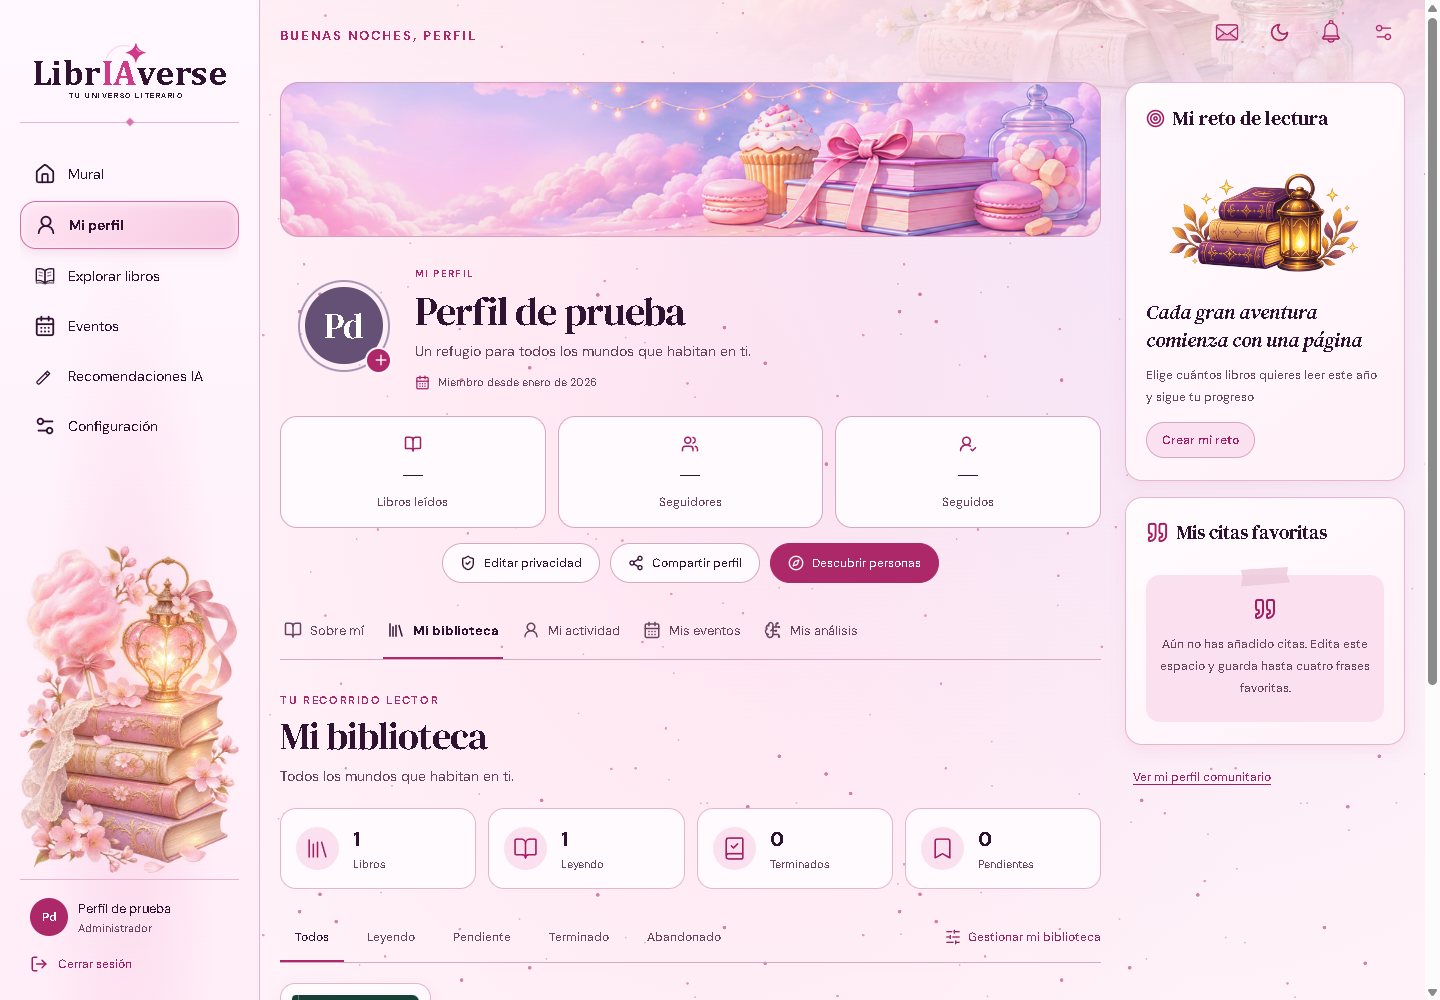 LibrIAverse
TU UNIVERSO LITERARIO
Mural
Mi perfil
Explorar libros
Eventos
Recomendaciones IA
Configuración
Pd
Perfil de prueba
Administrador
Cerrar sesión
BUENAS NOCHES, PERFIL
Pd
MI PERFIL
Perfil de prueba
Un refugio para todos los mundos que habitan en ti.
Miembro desde enero de 2026
—
Libros leídos
—
Seguidores
—
Seguidos
Editar privacidad
Compartir perfil
Descubrir personas
Sobre mí
Mi biblioteca
Mi actividad
Mis eventos
Mis análisis
TU RECORRIDO LECTOR
Mi biblioteca
Todos los mundos que habitan en ti.
1
Libros
1
Leyendo
0
Terminados
0
Pendientes
Todos
Leyendo
Pendiente
Terminado
Abandonado
Gestionar mi biblioteca
Mi reto de lectura
Cada gran aventura
comienza con una página
Elige cuántos libros quieres leer este año
y sigue tu progreso
Crear mi reto
Mis citas favoritas
Aún no has añadido citas. Edita este
espacio y guarda hasta cuatro frases
favoritas.
Ver mi perfil comunitario